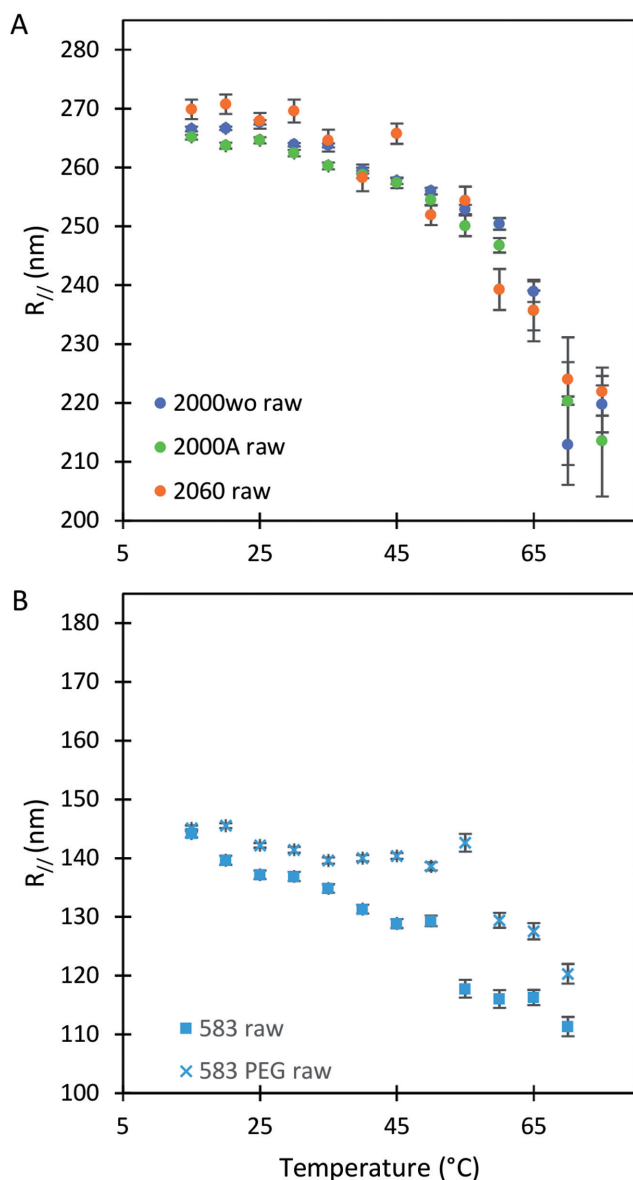 A
280
270
260
250
240
230
220
210
200
R// (nm)
2000wo raw
2000A raw
2060 raw
5
25
45
65
B
180
170
160
150
140
130
120
110
100
R// (nm)
583 raw
583 PEG raw
5
25
45
65
Temperature (°C)